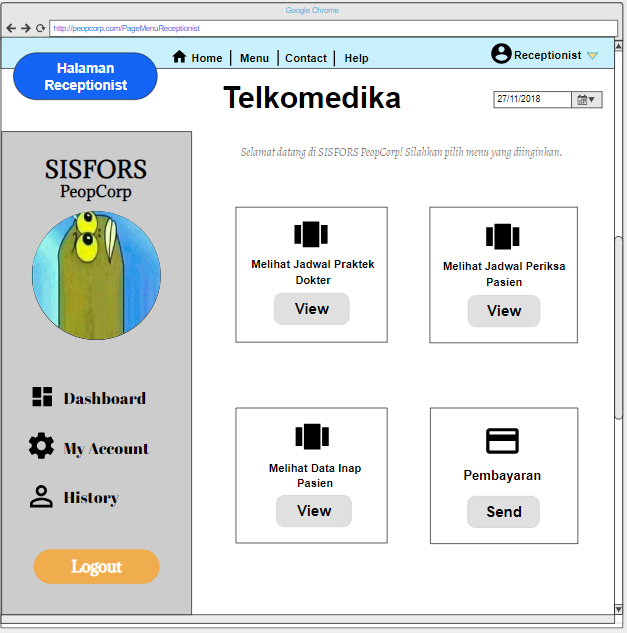 Google Chrome
http://peopcorp.com/PageMenuReceptionist
Home | Menu | Contact | Help
Receptionist
Halaman
Receptionist
Telkomedika
27/11/2018
SISFORS
PeopCorp
Dashboard
My Account
History
Logout
Selamat datang di SISFORS PeopCorp! Silahkan pilih menu yang diinginkan.
Melihat Jadwal Praktek
Dokter
View
Melihat Jadwal Periksa
Pasien
View
Melihat Data Inap
Pasien
View
Pembayaran
Send